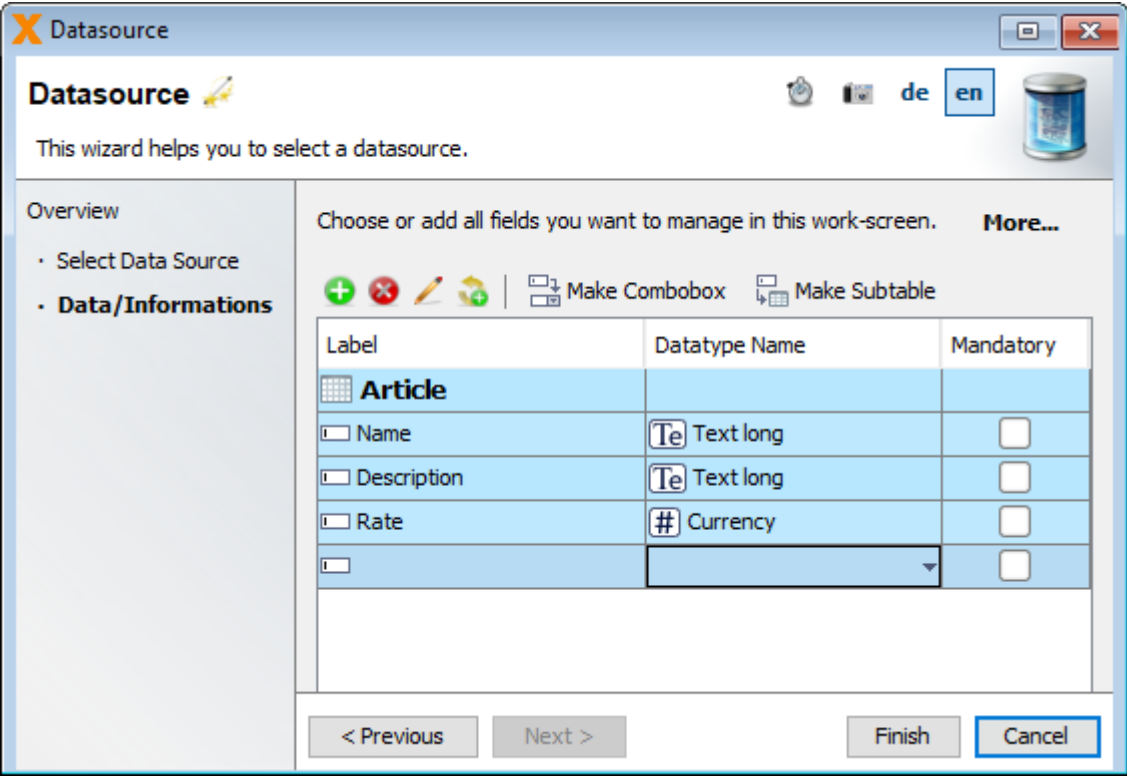 Datasource
Datasource
de en
This wizard helps you to select a datasource.
Overview
· Select Data Source
· Data/Informations
Choose or add all fields you want to manage in this work-screen. More...
Make Combobox Make Subtable
Label Datatype Name Mandatory
Article
Name Te Text long
Description Te Text long
Rate # Currency
< Previous Next > Finish Cancel